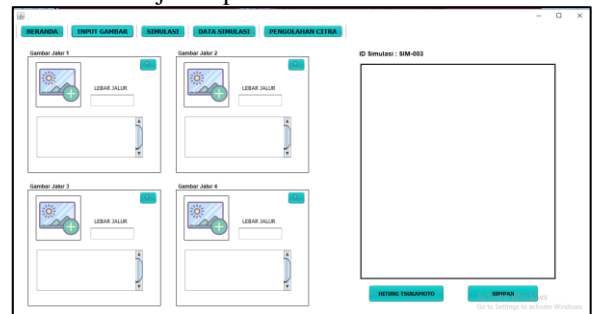 BERANDA INPUT GAMBAR SIMULASI DATA SIMULASI PENGOLAHAN CITRA
Gambar Jalur 1
LEBAR JALUR
Gambar Jalur 2
LEBAR JALUR
ID Simulasi : SIM-003
Gambar Jalur 3
LEBAR JALUR
Gambar Jalur 4
LEBAR JALUR
HITUNG TSUKAMOTO
SIMPAN
Go to Settings to activate Windows